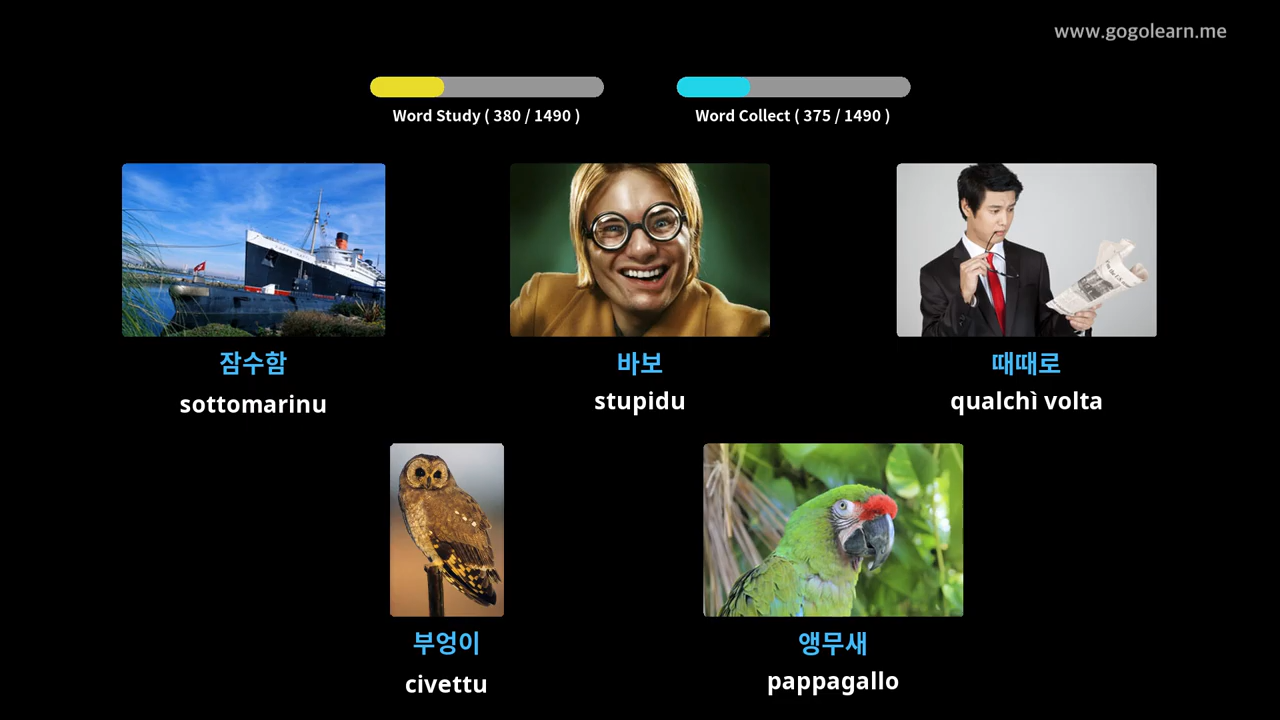 www.gogolearn.me
Word Study ( 380 / 1490 )
Word Collect ( 375 / 1490 )
잠수함
sottomarinu
바보
stupidu
때때로
qualchì volta
부엉이
civettu
앵무새
pappagallo